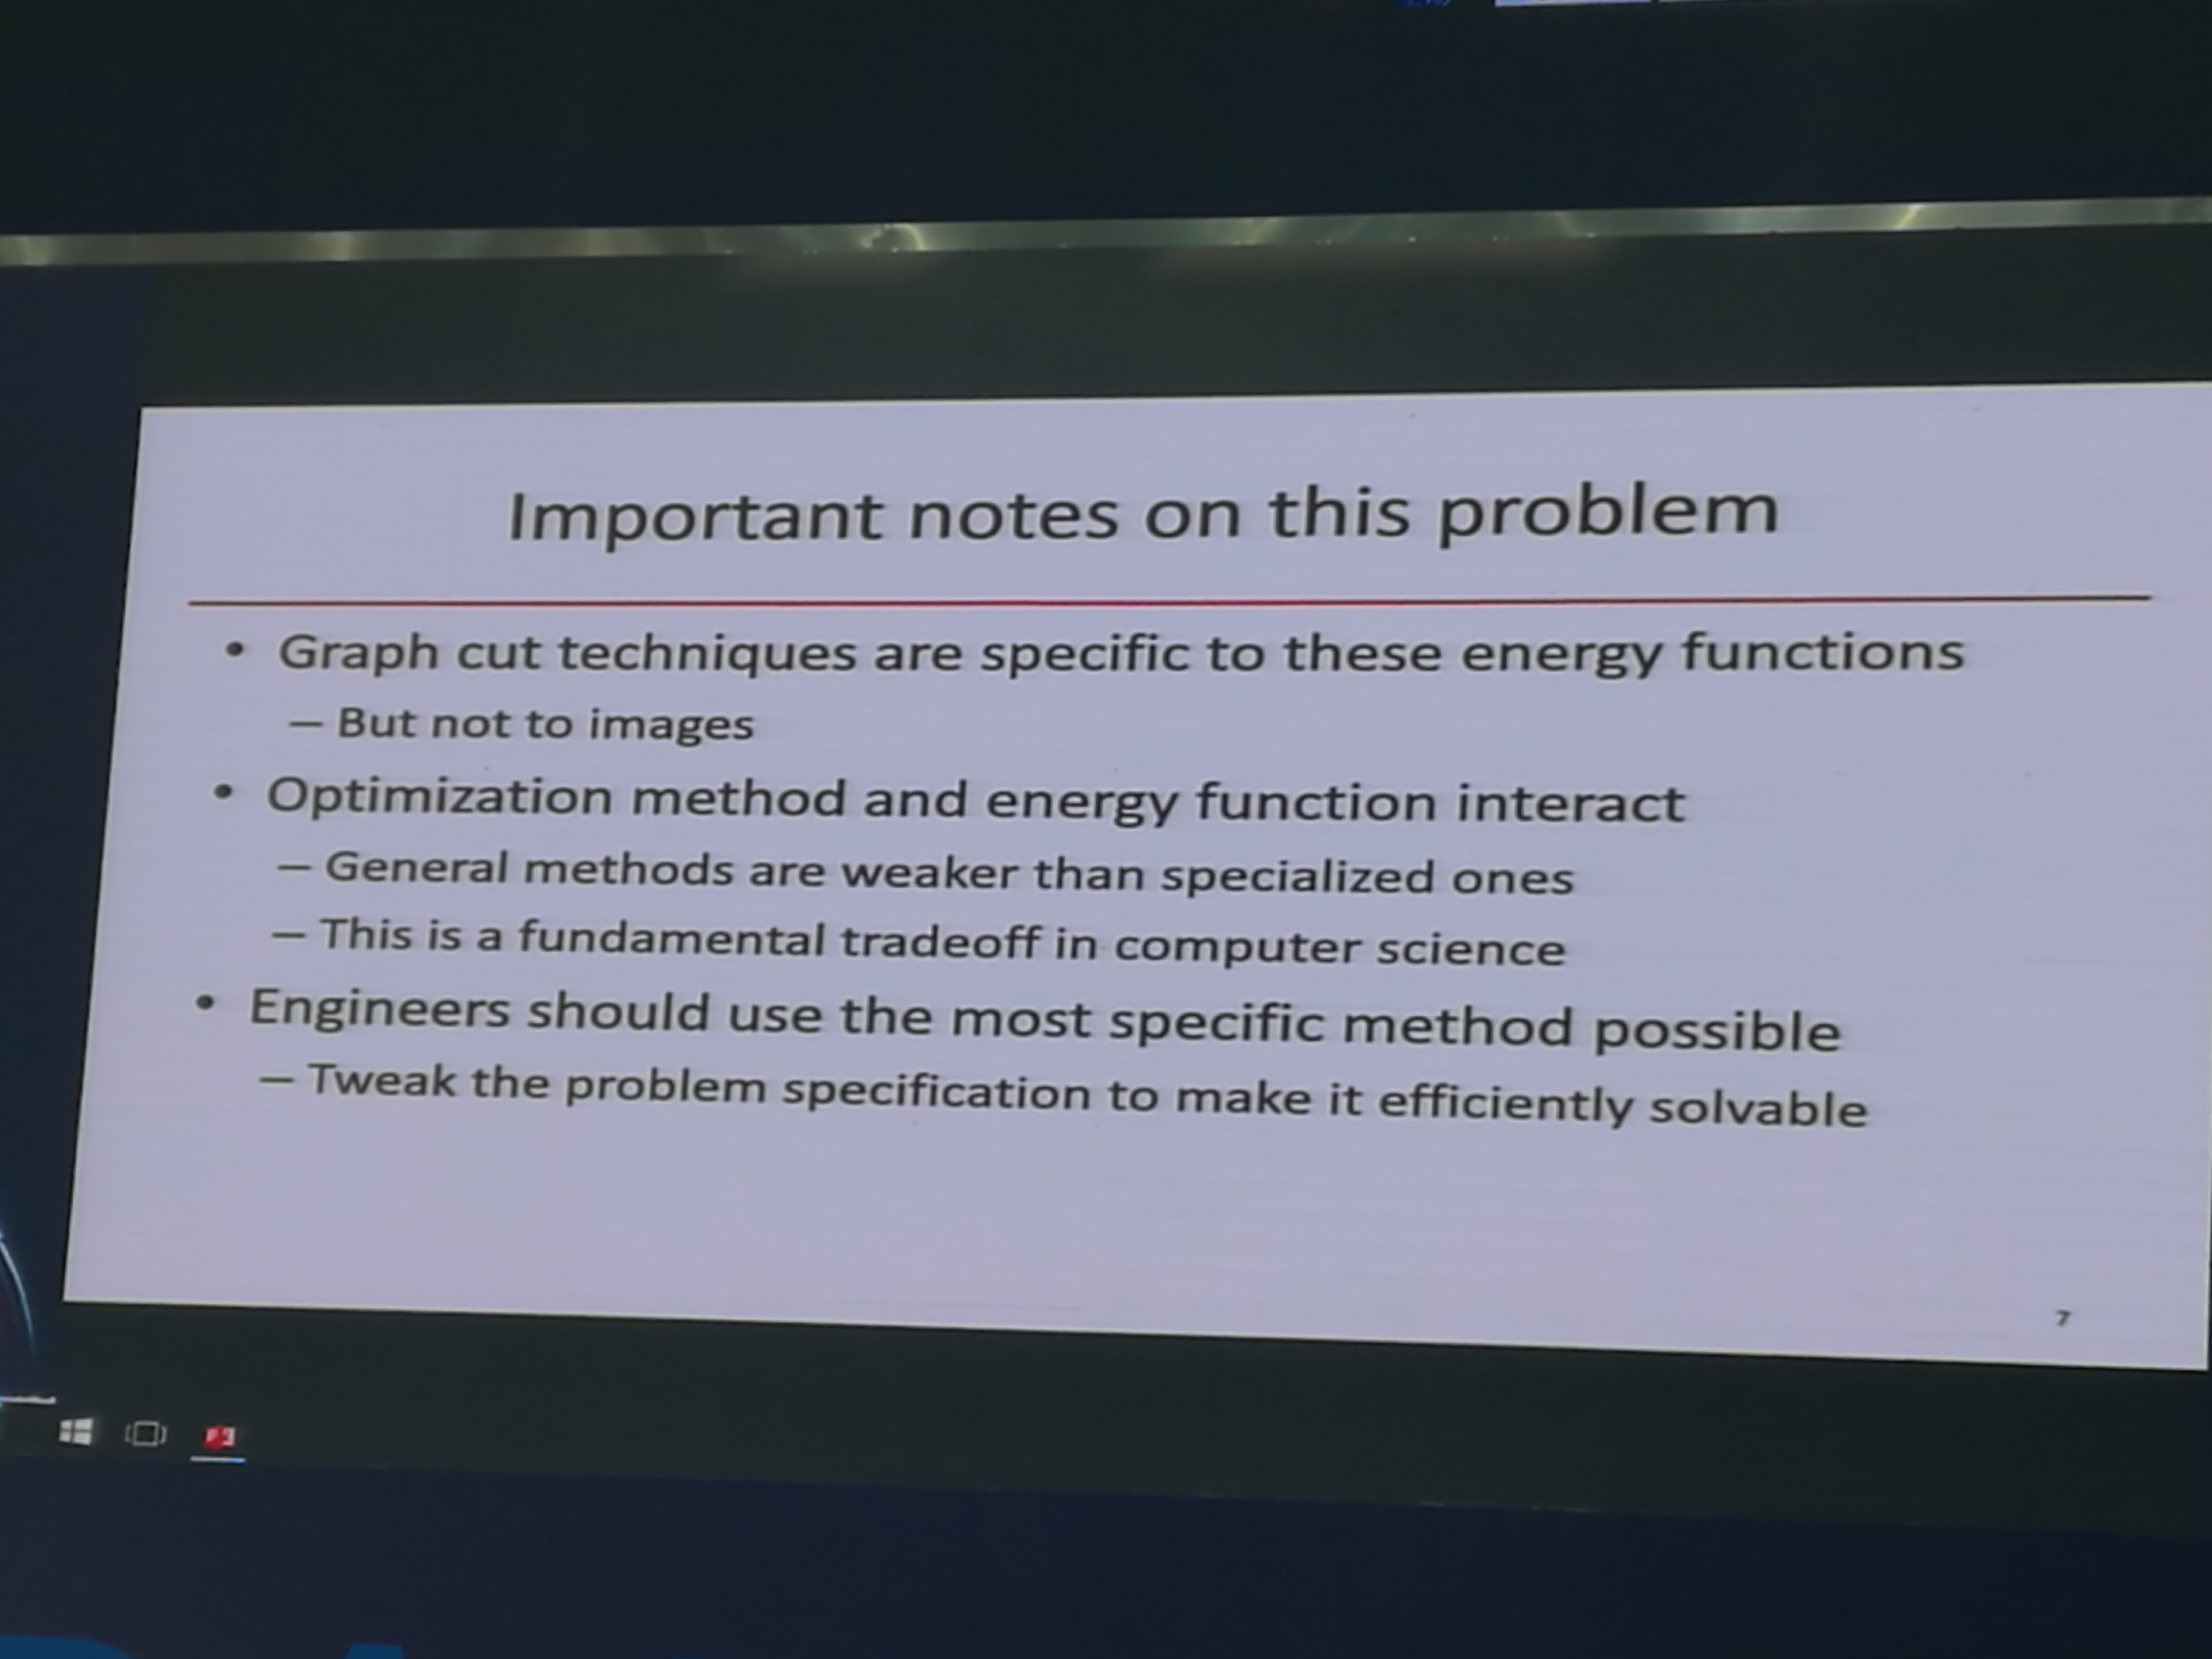 Important notes on this problem
• Graph cut techniques are specific to these energy functions
– But not to images
• Optimization method and energy function interact
– General methods are weaker than specialized ones
– This is a fundamental tradeoff in computer science
• Engineers should use the most specific method possible
– Tweak the problem specification to make it efficiently solvable
7